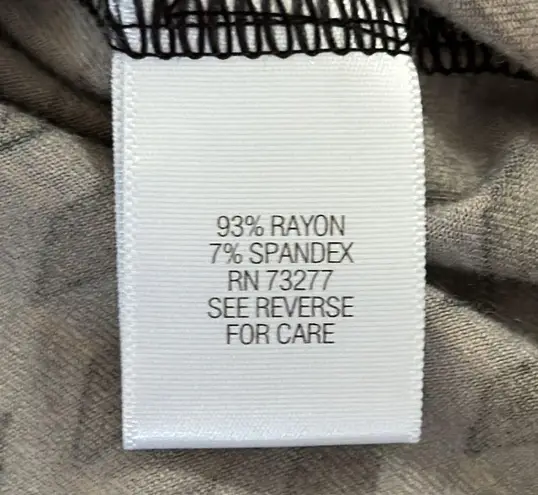 93% RAYON
7% SPANDEX
RN 73277
SEE REVERSE
FOR CARE